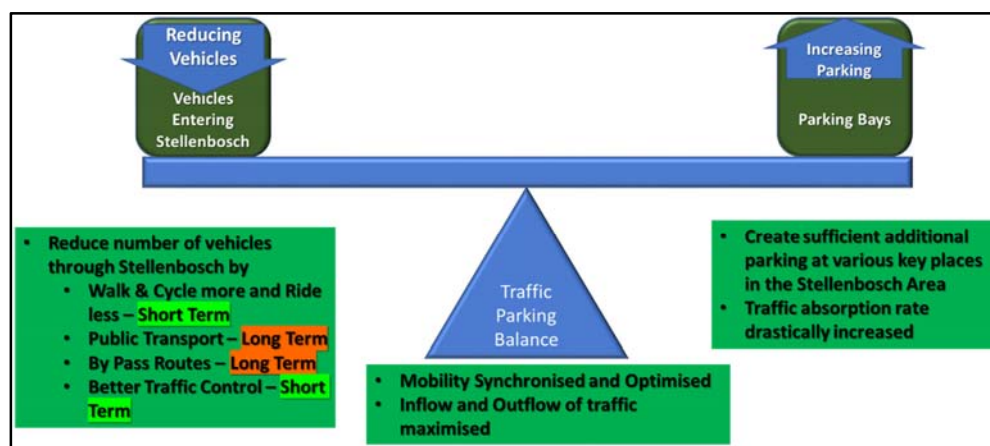 Reducing
Vehicles
Vehicles
Entering
Stellenbosch
Increasing
Parking
Parking Bays
• Reduce number of vehicles
through Stellenbosch by
• Walk & Cycle more and Ride
less – Short Term
• Public Transport – Long Term
• By Pass Routes – Long Term
• Better Traffic Control – Short
Term
Traffic
Parking
Balance
• Mobility Synchronised and Optimised
• Inflow and Outflow of traffic
maximised
• Create sufficient additional
parking at various key places
in the Stellenbosch Area
• Traffic absorption rate
drastically increased